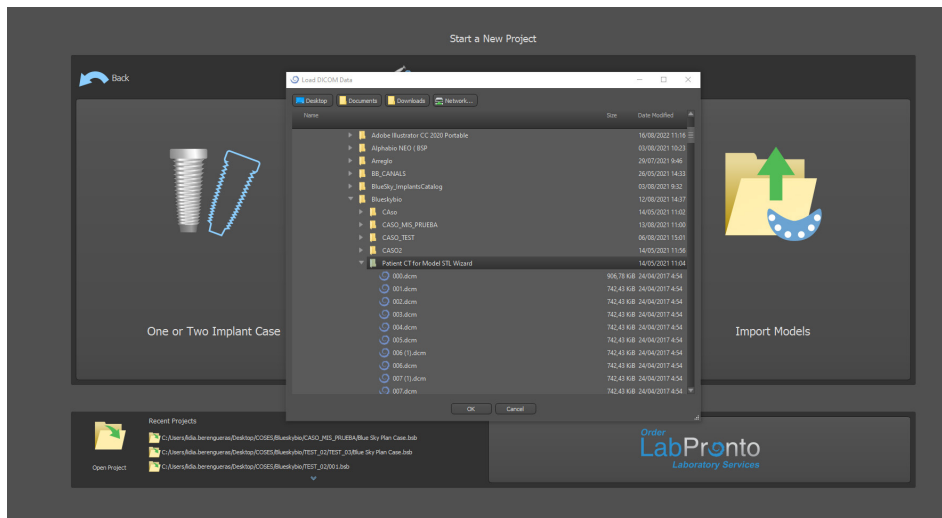 Start a New Project
Back
Load DICOM Data
Desktop Documents Downloads Network...
Name Size Date Modified
Adobe Illustrator CC 2020 Portable 16/08/2022 11:16
Alphabio NEO ( BSP 03/08/2021 10:23
Arreglo 29/07/2021 9:46
BB_CANALS 26/05/2021 14:33
BlueSky_ImplantsCatalog 03/08/2021 9:32
Blueskybio 12/08/2021 14:37
CAso 14/05/2021 11:02
CASO_MIS_PRUEBA 13/08/2021 11:00
CASO_TEST 06/08/2021 15:01
CASO2 14/05/2021 11:56
Patient CT for Model STL Wizard 14/05/2021 11:04
000.dcm 906,78 KiB 24/04/2017 4:54
001.dcm 742,43 KiB 24/04/2017 4:54
002.dcm 742,43 KiB 24/04/2017 4:54
003.dcm 742,43 KiB 24/04/2017 4:54
004.dcm 742,43 KiB 24/04/2017 4:54
005.dcm 742,43 KiB 24/04/2017 4:54
006 (1).dcm 742,43 KiB 24/04/2017 4:54
006.dcm 742,43 KiB 24/04/2017 4:54
007 (1).dcm 742,43 KiB 24/04/2017 4:54
007.dcm 742,43 KiB 24/04/2017 4:54
OK Cancel
One or Two Implant Case
Import Models
Recent Projects
C:/Users/lidia.berengueras/Desktop/COSES/Blueskybio/CASO_MIS_PRUEBA/Blue Sky Plan Case.bsb
C:/Users/lidia.berengueras/Desktop/COSES/Blueskybio/TEST_02/TEST_03/Blue Sky Plan Case.bsb
C:/Users/lidia.berengueras/Desktop/COSES/Blueskybio/TEST_02/001.bsb
Open Project
Order
LabPronto
Laboratory Services